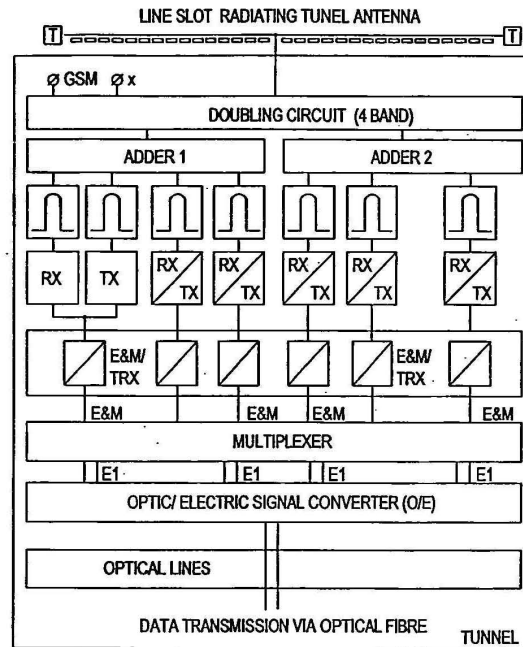 LINE SLOT RADIATING TUNEL ANTENNA
T T
GSM x
DOUBLING CIRCUIT (4 BAND)
ADDER 1 ADDER 2
RX TX RX TX RX TX RX TX RX TX RX TX
E&M/ TRX E&M/ TRX
E&M E&M E&M E&M
MULTIPLEXER
E1 E1 E1 E1
OPTIC/ ELECTRIC SIGNAL CONVERTER (O/E)
OPTICAL LINES
DATA TRANSMISSION VIA OPTICAL FIBRE
TUNNEL